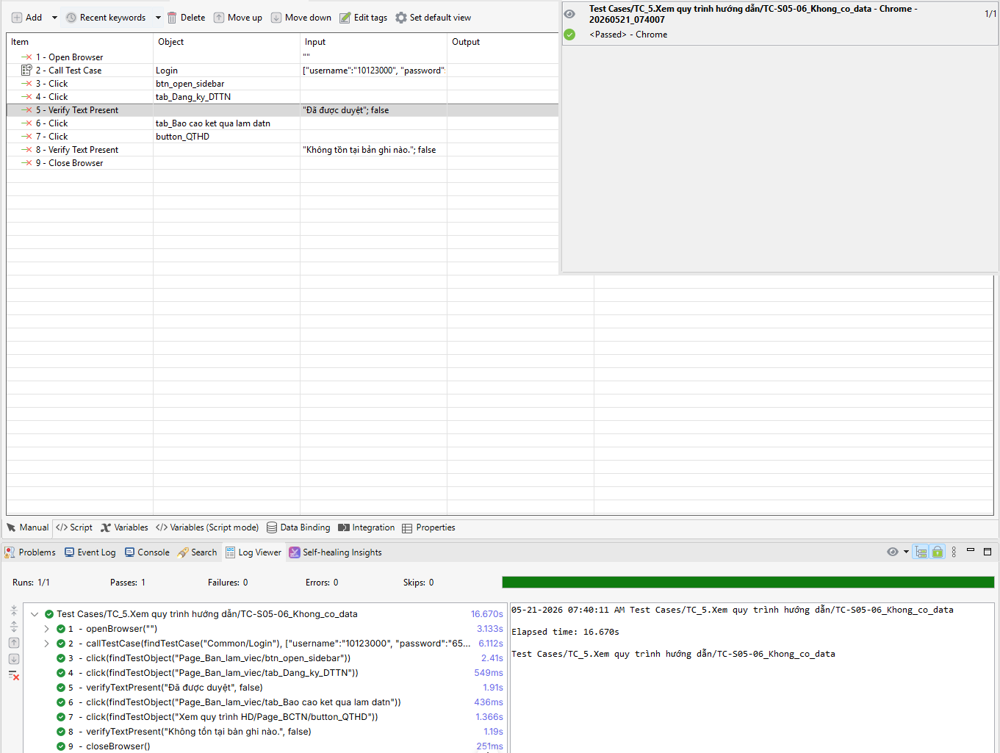 Add Recent keywords Delete Move up Move down Edit tags Set default view
Item Object Input Output
1 - Open Browser ""
2 - Call Test Case Login ["username":"10123000", "password":
3 - Click btn_open_sidebar
4 - Click tab_Dang_ky_DTTN
5 - Verify Text Present "Đã được duyệt"; false
6 - Click tab_Bao cao ket qua lam datn
7 - Click button_QTHD
8 - Verify Text Present "Không tồn tại bản ghi nào."; false
9 - Close Browser
Test Cases/TC_5.Xem quy trình hướng dẫn/TC-S05-06_Khong_co_data - Chrome -
20260521_074007
1/1
<Passed> - Chrome
Manual Script Variables Variables (Script mode) Data Binding Integration Properties
Problems Event Log Console Search Log Viewer Self-healing Insights
Runs: 1/1 Passes: 1 Failures: 0 Errors: 0 Skips: 0
Test Cases/TC_5.Xem quy trình hướng dẫn/TC-S05-06_Khong_co_data 16.670s
1 - openBrowser("") 3.133s
2 - callTestCase(findTestCase("Common/Login"), ["username":"10123000", "password":"65... 6.112s
3 - click(findTestObject("Page_Ban_lam_viec/btn_open_sidebar")) 2.41s
4 - click(findTestObject("Page_Ban_lam_viec/tab_Dang_ky_DTTN")) 549ms
5 - verifyTextPresent("Đã được duyệt", false) 1.91s
6 - click(findTestObject("Page_Ban_lam_viec/tab_Bao cao ket qua lam datn")) 436ms
7 - click(findTestObject("Xem quy trình HD/Page_BCTN/button_QTHD")) 1.366s
8 - verifyTextPresent("Không tồn tại bản ghi nào.", false) 1.19s
9 - closeBrowser() 251ms
05-21-2026 07:40:11 AM Test Cases/TC_5.Xem quy trình hướng dẫn/TC-S05-06_Khong_co_data
Elapsed time: 16.670s
Test Cases/TC_5.Xem quy trình hướng dẫn/TC-S05-06_Khong_co_data